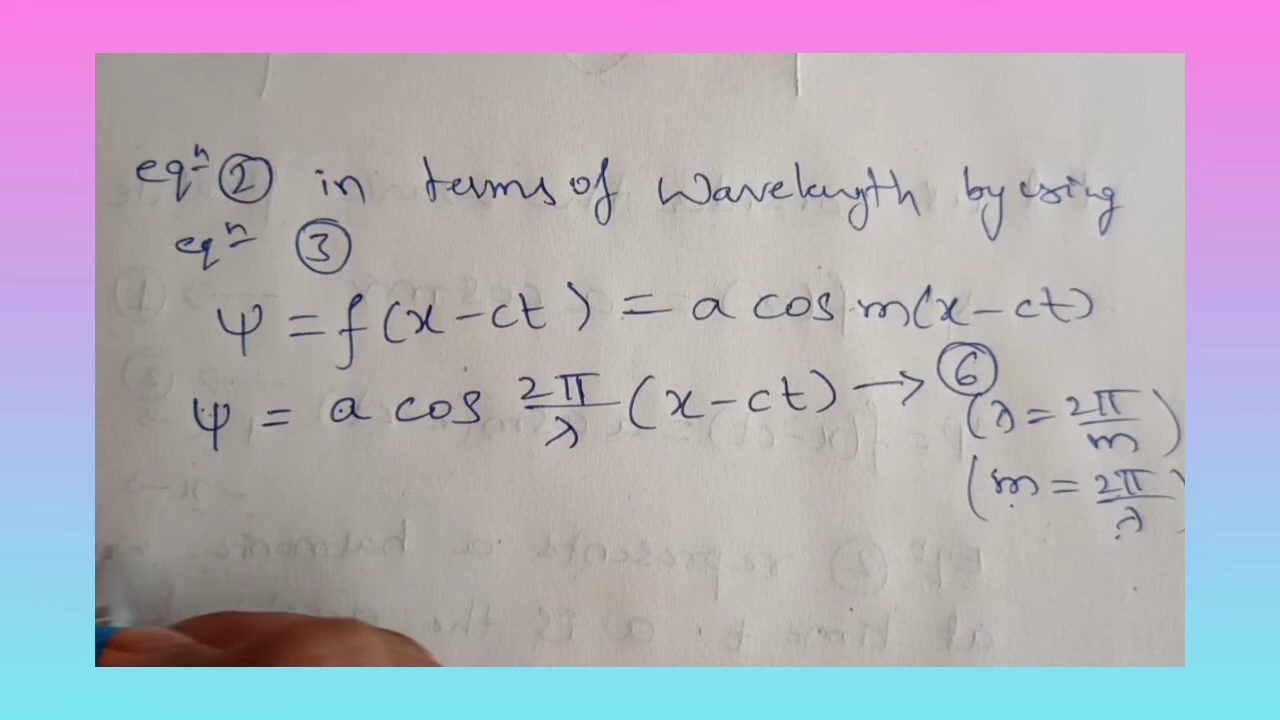 eqⁿ ② in terms of Wavelength by using
eqⁿ ③
ψ = f(x-ct) = a cos m(x-ct)
ψ = a cos 2π/λ (x-ct) → ⑥
(λ = 2π/m)
(m = 2π/λ)